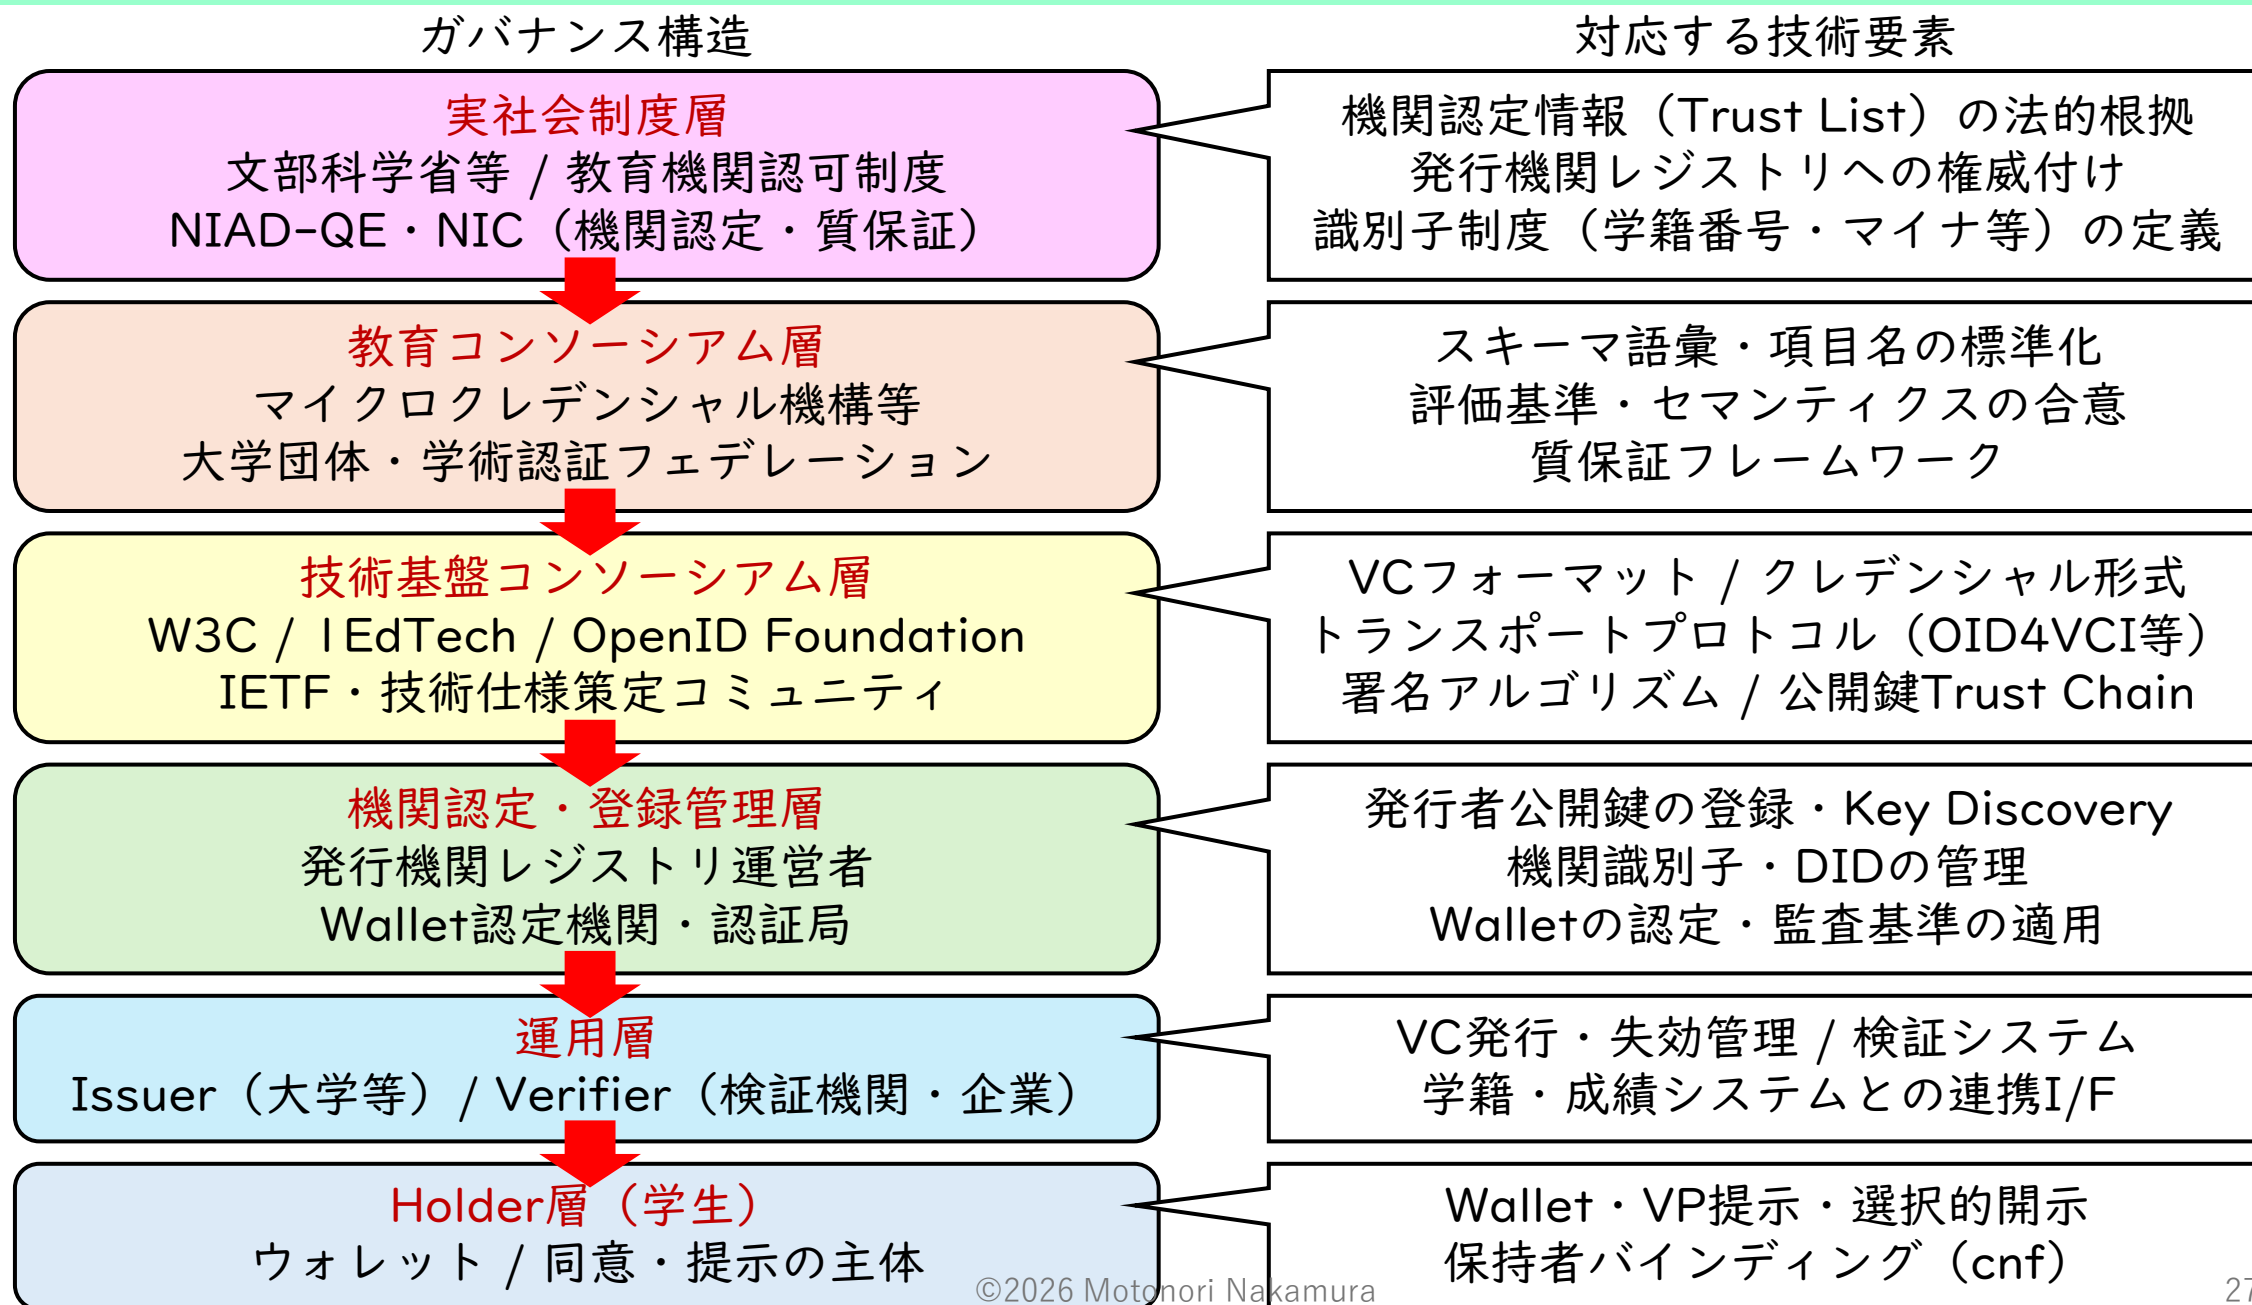 ガバナンス構造
対応する技術要素
実社会制度層
文部科学省等 / 教育機関認可制度
NIAD-QE・NIC（機関認定・質保証）
機関認定情報（Trust List）の法的根拠
発行機関レジストリへの権威付け
識別子制度（学籍番号・マイナ等）の定義
教育コンソーシアム層
マイクロクレデンシャル機構等
大学団体・学術認証フェデレーション
スキーマ語彙・項目名の標準化
評価基準・セマンティクスの合意
質保証フレームワーク
技術基盤コンソーシアム層
W3C / 1EdTech / OpenID Foundation
IETF・技術仕様策定コミュニティ
VCフォーマット / クレデンシャル形式
トランスポートプロトコル（OID4VCI等）
署名アルゴリズム / 公開鍵Trust Chain
機関認定・登録管理層
発行機関レジストリ運営者
Wallet認定機関・認証局
発行者公開鍵の登録・Key Discovery
機関識別子・DIDの管理
Walletの認定・監査基準の適用
運用層
Issuer（大学等）/ Verifier（検証機関・企業）
VC発行・失効管理 / 検証システム
学籍・成績システムとの連携I/F
Holder層（学生）
ウォレット / 同意・提示の主体
Wallet・VP提示・選択的開示
保持者バインディング（cnf）
©2026 Motonori Nakamura
27